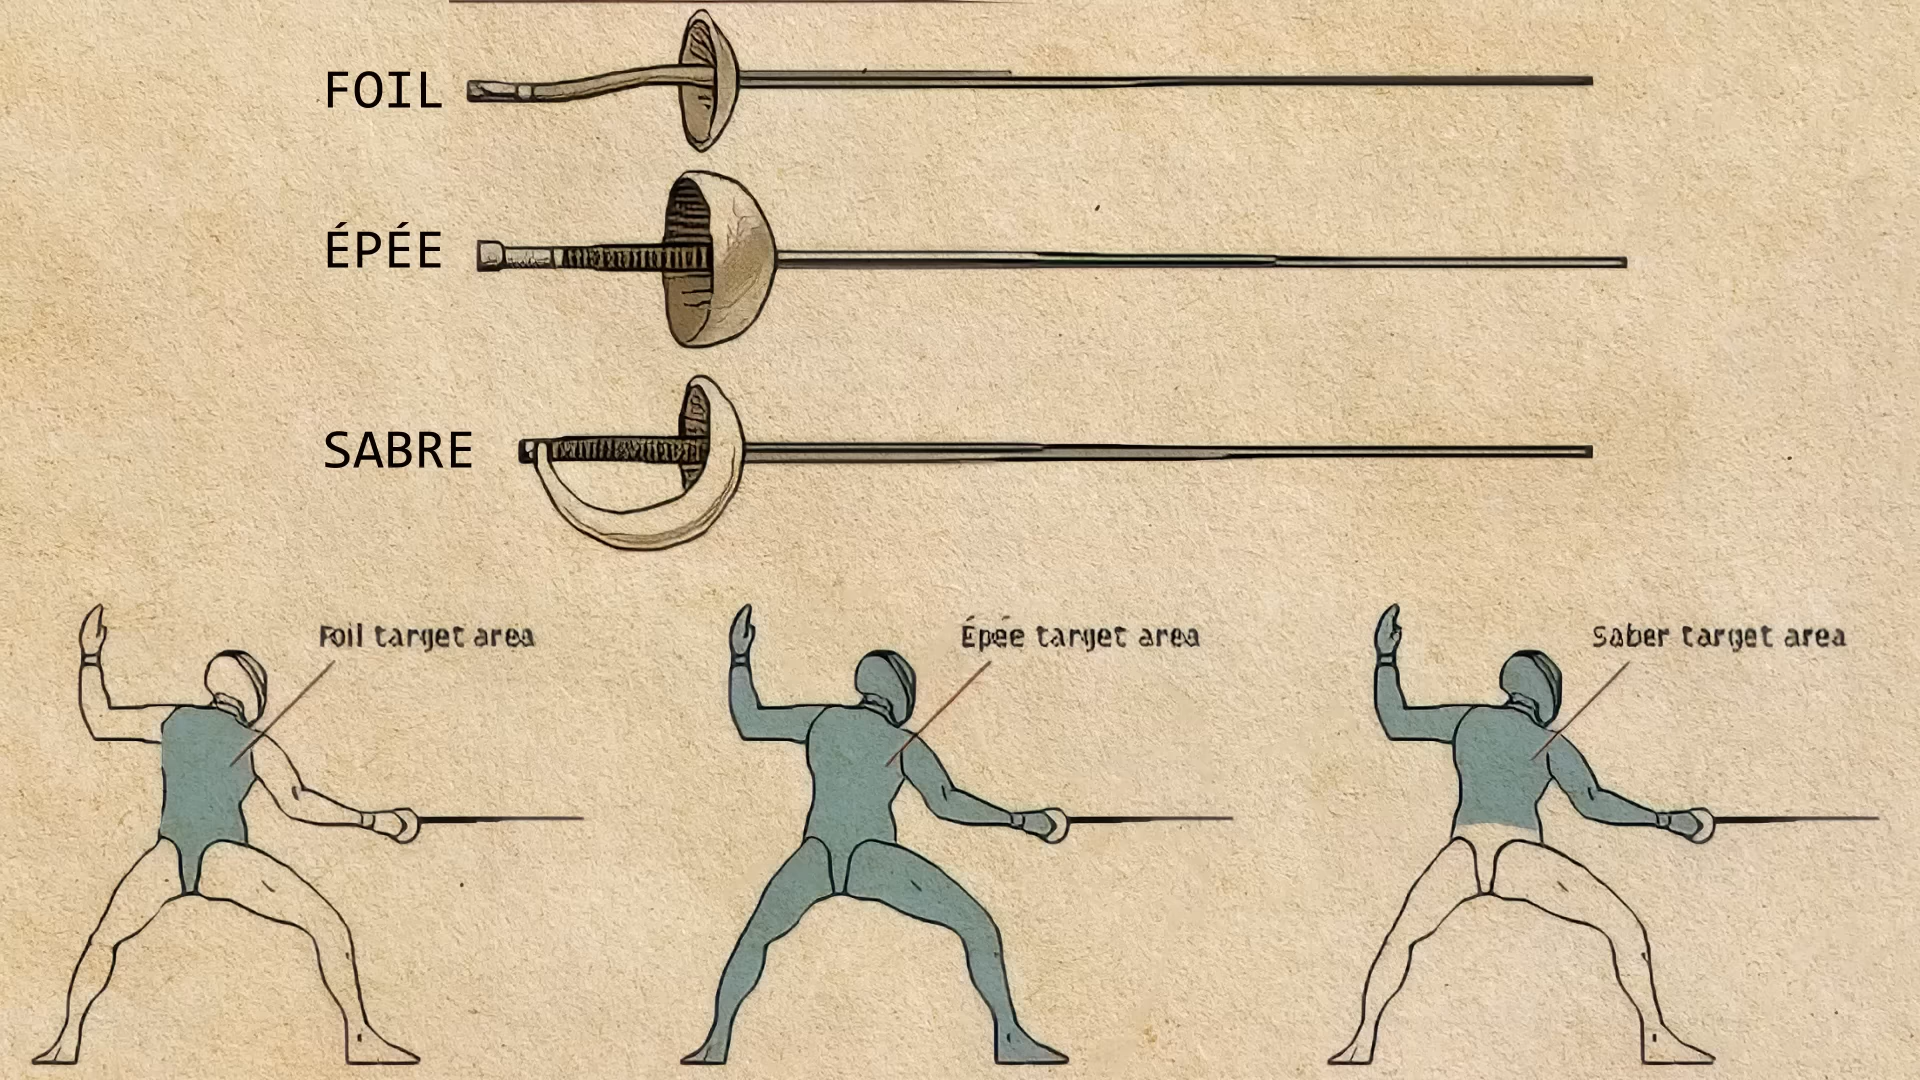 FOIL
ÉPÉE
SABRE
Foil target area
Épée target area
Saber target area